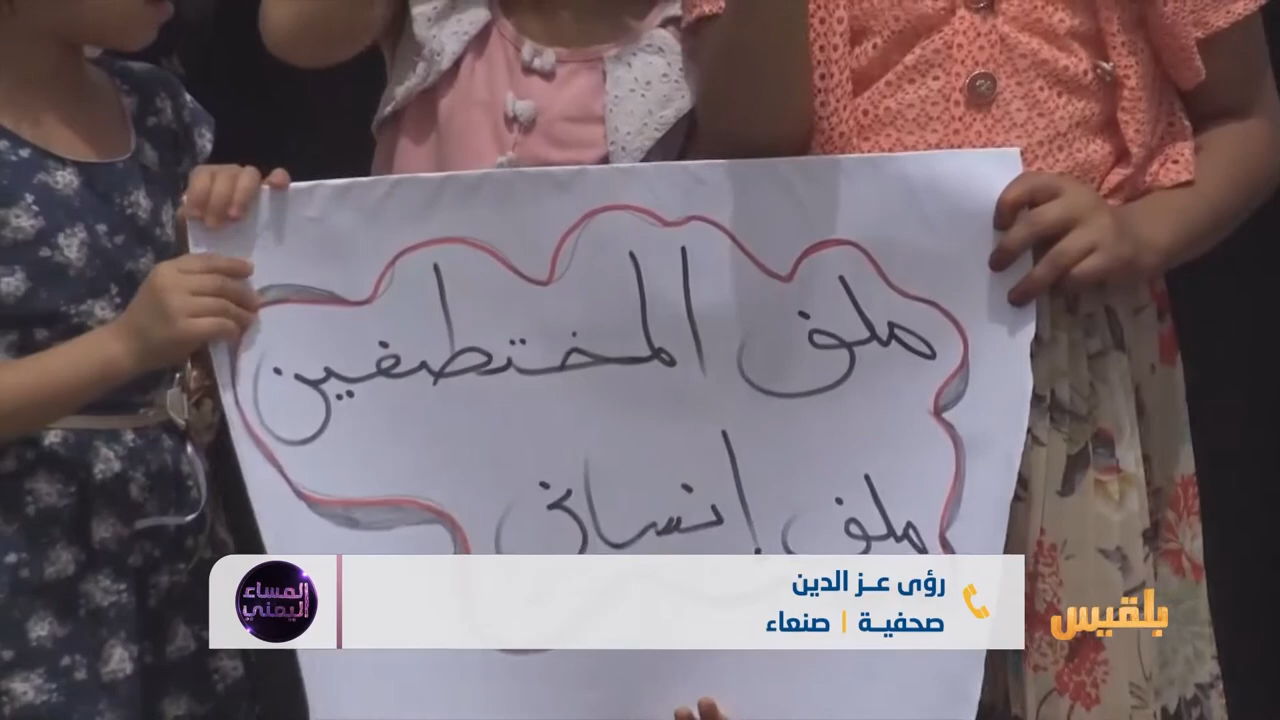 ملف المختطفين
ملف إنساني
رؤى عز الدين
صحفية | صنعاء
المساء
اليمني
بلقيس